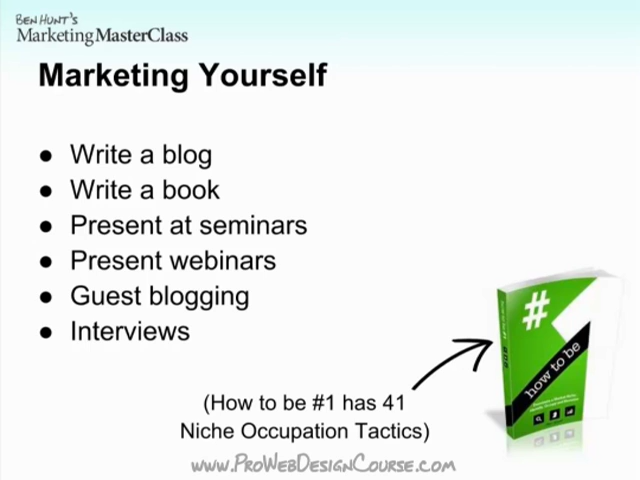 BEN HUNT'S
Marketing MasterClass
Marketing Yourself
● Write a blog
● Write a book
● Present at seminars
● Present webinars
● Guest blogging
● Interviews
#1
how to be
(How to be #1 has 41
Niche Occupation Tactics)
www.ProWebDesignCourse.com